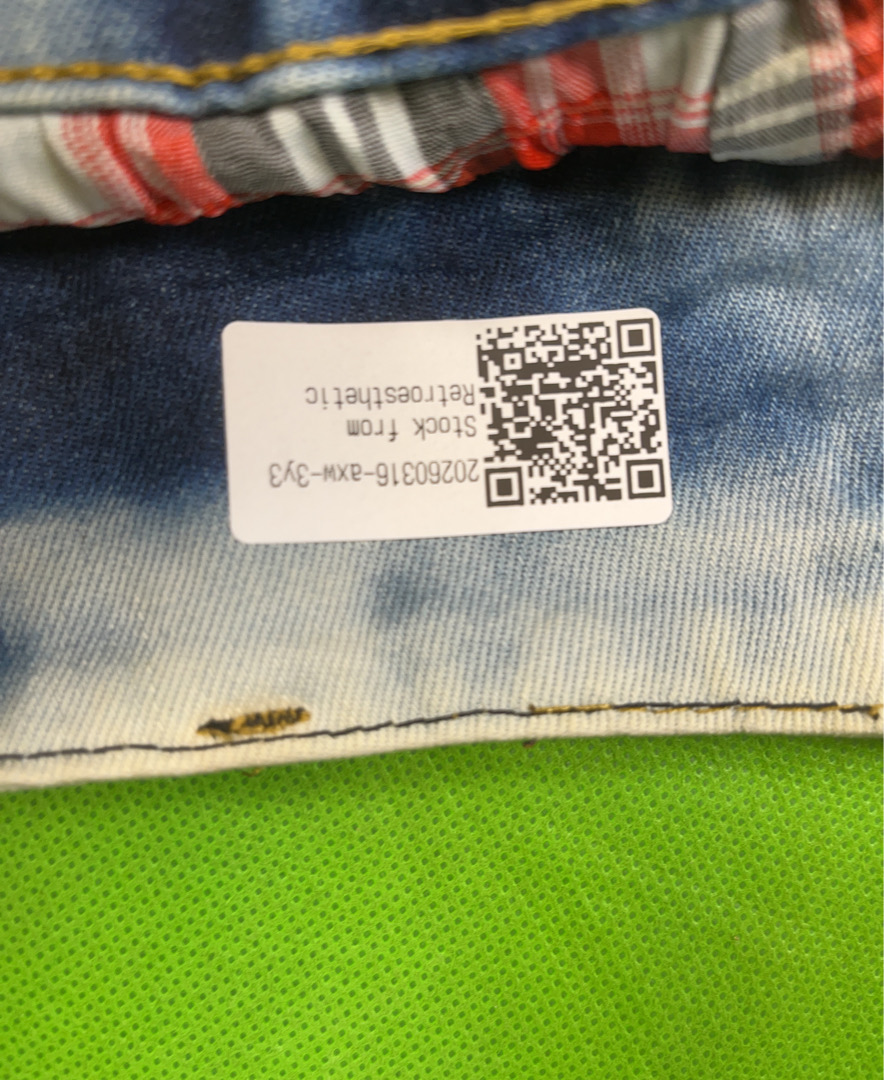 20260316-axw-3y3
Stock from
Retroesthetic